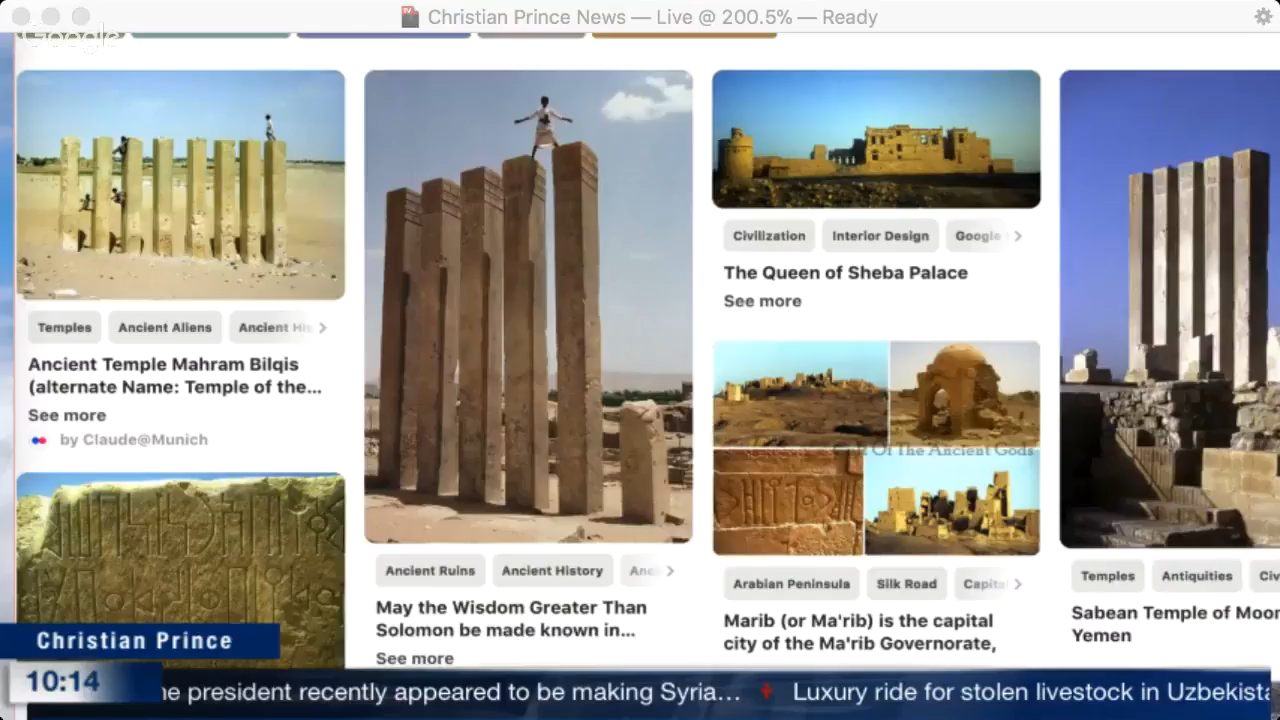 Christian Prince News — Live @ 200.5% — Ready
Google
Temples
Ancient Aliens
Ancient Hi
Ancient Temple Mahram Bilqis
(alternate Name: Temple of the...
See more
by Claude@Munich
Ancient Ruins
Ancient History
May the Wisdom Greater Than
Solomon be made known in...
See more
Civilization
Interior Design
Google
The Queen of Sheba Palace
See more
Of The Ancient Gods
Arabian Peninsula
Silk Road
Capita
Marib (or Ma'rib) is the capital
city of the Ma'rib Governorate,
Temples
Antiquities
Sabean Temple of Moon
Yemen
Christian Prince
10:14
he president recently appeared to be making Syria... Luxury ride for stolen livestock in Uzbekista